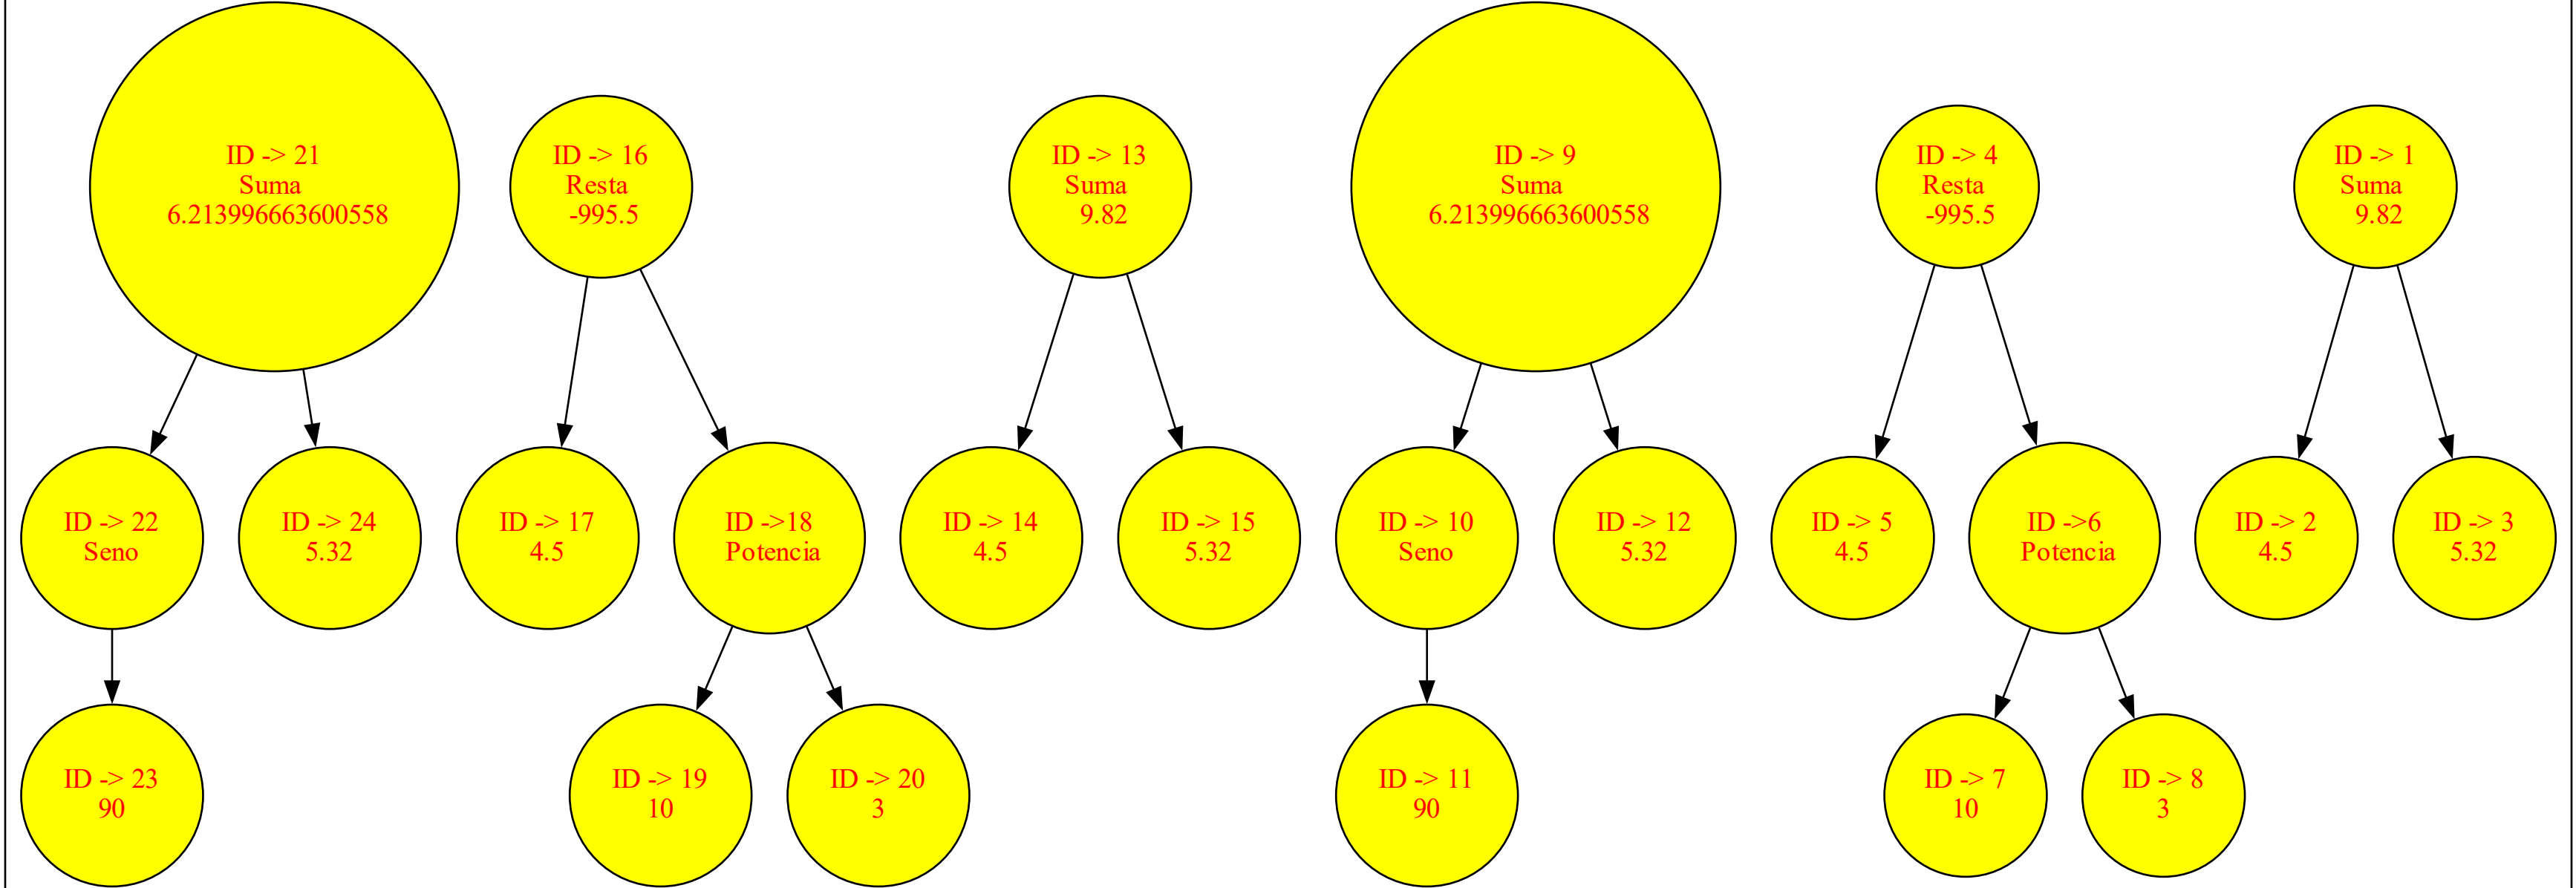 ID -> 21
Suma
6.213996663600558
ID -> 16
Resta
-995.5
ID -> 13
Suma
9.82
ID -> 9
Suma
6.213996663600558
ID -> 4
Resta
-995.5
ID -> 1
Suma
9.82
ID -> 22
Seno
ID -> 24
5.32
ID -> 17
4.5
ID ->18
Potencia
ID -> 14
4.5
ID -> 15
5.32
ID -> 10
Seno
ID -> 12
5.32
ID -> 5
4.5
ID ->6
Potencia
ID -> 2
4.5
ID -> 3
5.32
ID -> 23
90
ID -> 19
10
ID -> 20
3
ID -> 11
90
ID -> 7
10
ID -> 8
3